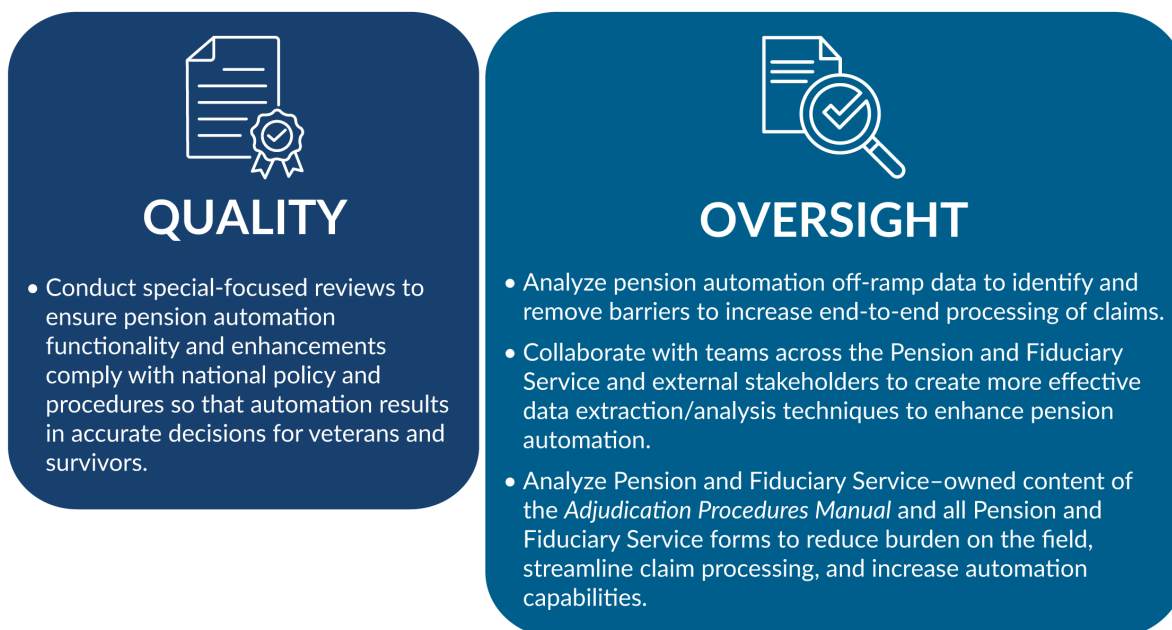 QUALITY
• Conduct special-focused reviews to
ensure pension automation
functionality and enhancements
comply with national policy and
procedures so that automation results
in accurate decisions for veterans and
survivors.
OVERSIGHT
• Analyze pension automation off-ramp data to identify and
remove barriers to increase end-to-end processing of claims.
• Collaborate with teams across the Pension and Fiduciary
Service and external stakeholders to create more effective
data extraction/analysis techniques to enhance pension
automation.
• Analyze Pension and Fiduciary Service–owned content of
the Adjudication Procedures Manual and all Pension and
Fiduciary Service forms to reduce burden on the field,
streamline claim processing, and increase automation
capabilities.